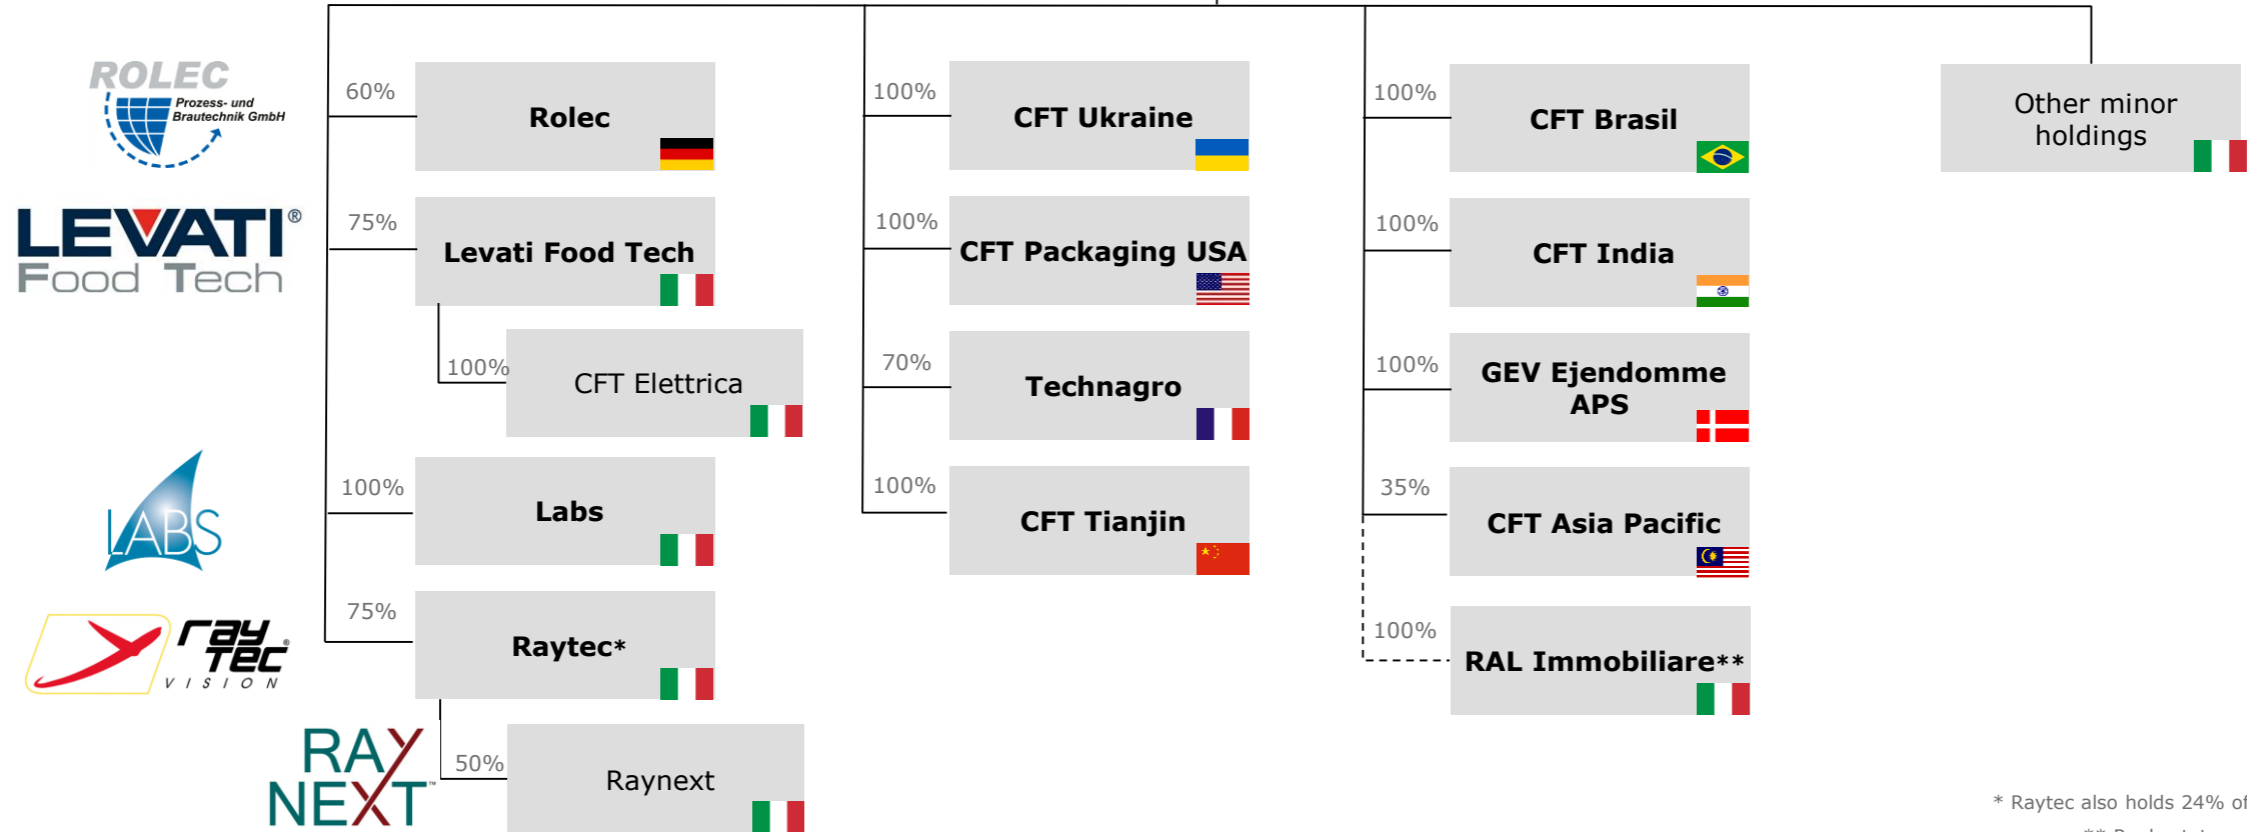 ROLEC
Prozess- und
Brautechnik GmbH
60%
Rolec
LEVATI®
Food Tech
75%
Levati Food Tech
100%
CFT Elettrica
LABS
100%
Labs
ray
tec®
VISION
75%
Raytec*
RAY
NEXT™
50%
Raynext
100%
CFT Ukraine
100%
CFT Packaging USA
70%
Technagro
100%
CFT Tianjin
100%
CFT Brasil
100%
CFT India
100%
GEV Ejendomme
APS
35%
CFT Asia Pacific
100%
RAL Immobiliare**
Other minor
holdings
* Raytec also holds 24% of